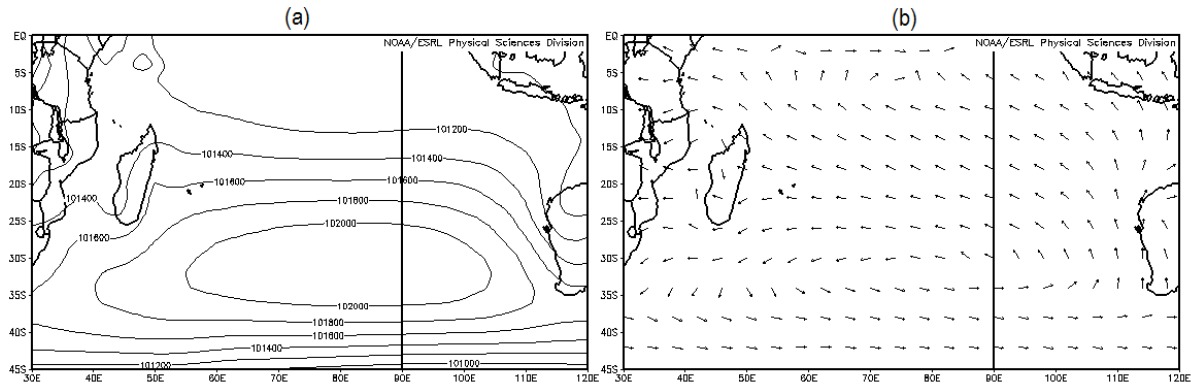 (a)
NOAA/ESRL Physical Sciences Division
EQ
5S
10S
15S
20S
25S
30S
35S
40S
45S
30E
40E
50E
60E
70E
80E
90E
100E
110E
120E
101200
101400
101400
101600
101600
101400
101800
101600
102000
102000
101800
101600
101400
101200
101000
(b)
NOAA/ESRL Physical Sciences Division
EQ
5S
10S
15S
20S
25S
30S
35S
40S
45S
30E
40E
50E
60E
70E
80E
90E
100E
110E
120E